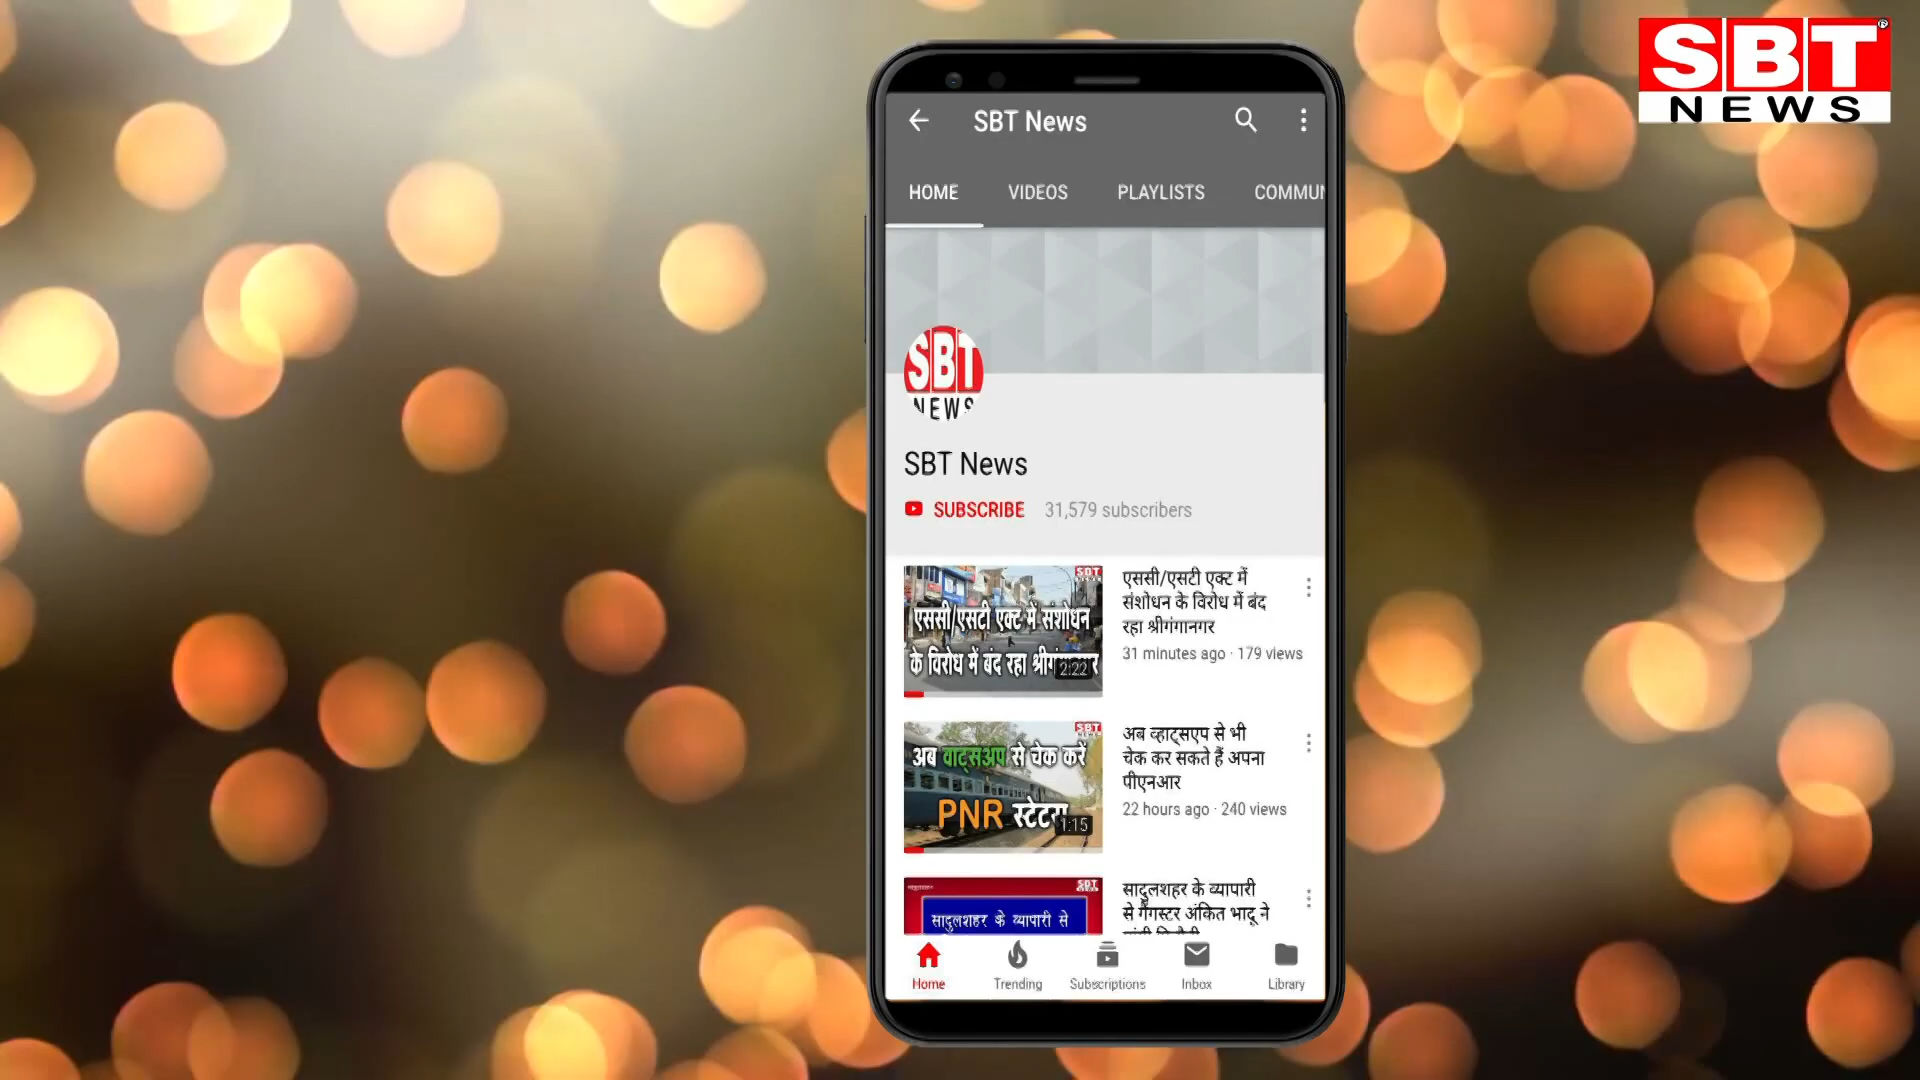 SBT
NEWS
SBT News
HOME VIDEOS PLAYLISTS COMMUN
SBT
NEWS
SBT News
SUBSCRIBE 31,579 subscribers
एससी/एसटी एक्ट में संशोधन
के विरोध में बंद रहा
2:22
एससी/एसटी एक्ट में
संशोधन के विरोध में बंद
रहा श्रीगंगानगर
31 minutes ago · 179 views
अब वाट्सअप से चेक करें
PNR
1:15
अब व्हाट्सएप से भी
चेक कर सकते हैं अपना
पीएनआर
22 hours ago · 240 views
SBT
सादुलशहर के व्यापारी से
सादुलशहर के व्यापारी
से गैंगस्टर अंकित भादू ने
Home Trending Subscriptions Inbox Library